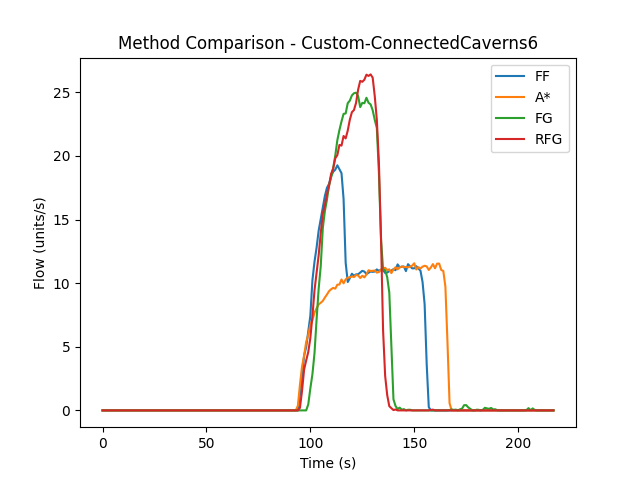 Method Comparison - Custom-ConnectedCaverns6
FF
A*
FG
RFG
Flow (units/s)
25
20
15
10
5
0
0 50 100 150 200
Time (s)